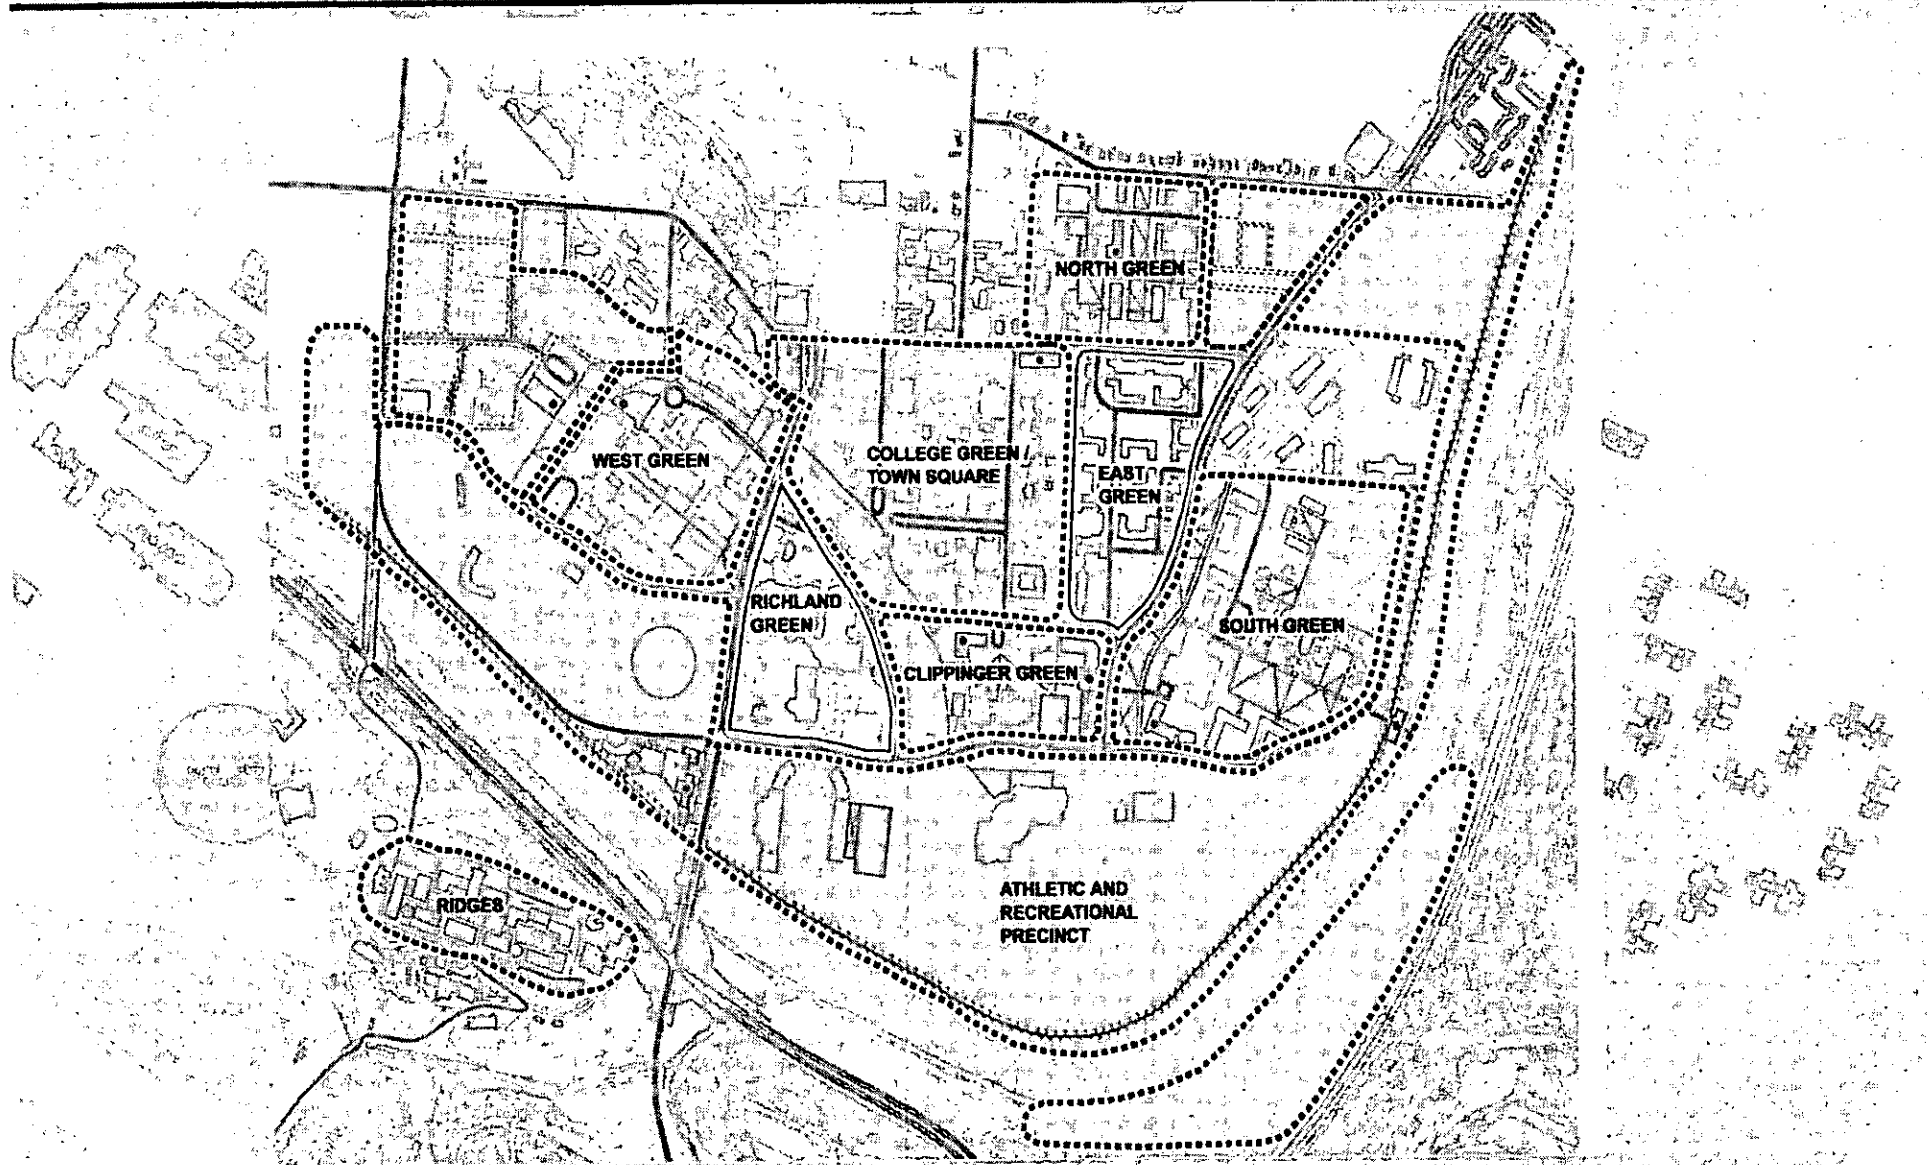 NORTH GREEN
WEST GREEN
COLLEGE GREEN /
TOWN SQUARE
EAST
GREEN
RICHLAND
GREEN
SOUTH GREEN
CLIPPINGER GREEN
RIDGES
ATHLETIC AND
RECREATIONAL
PRECINCT